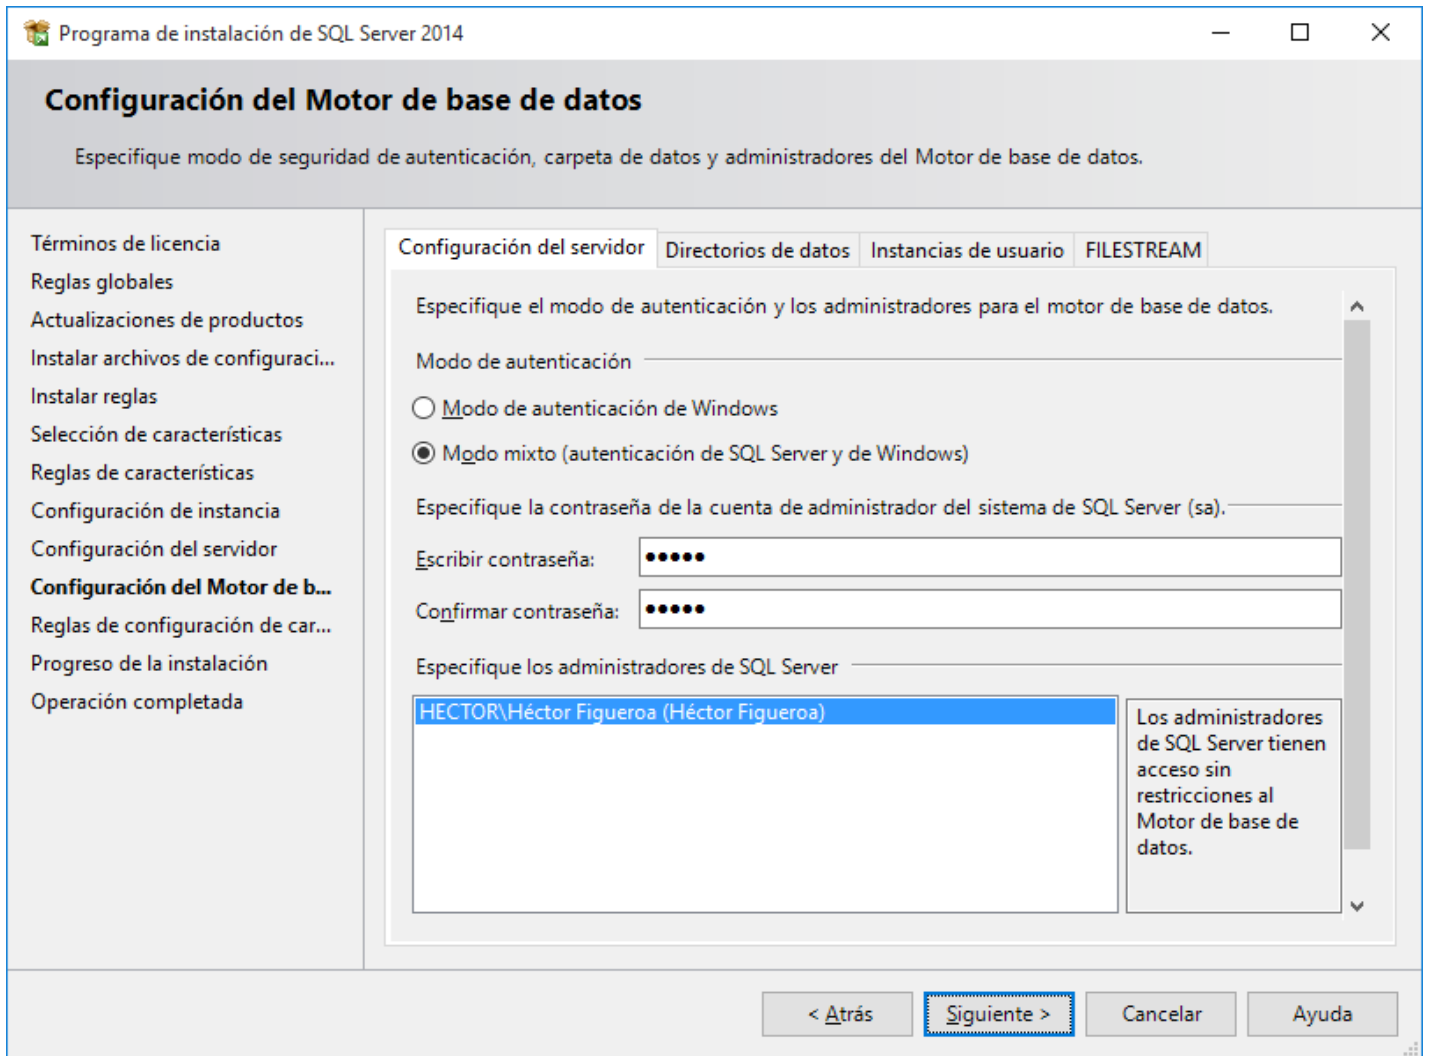 Programa de instalación de SQL Server 2014
Configuración del Motor de base de datos
Especifique modo de seguridad de autenticación, carpeta de datos y administradores del Motor de base de datos.
Términos de licencia
Reglas globales
Actualizaciones de productos
Instalar archivos de configuraci...
Instalar reglas
Selección de características
Reglas de características
Configuración de instancia
Configuración del servidor
Configuración del Motor de b...
Reglas de configuración de car...
Progreso de la instalación
Operación completada
Configuración del servidor
Directorios de datos
Instancias de usuario
FILESTREAM
Especifique el modo de autenticación y los administradores para el motor de base de datos.
Modo de autenticación
Modo de autenticación de Windows
Modo mixto (autenticación de SQL Server y de Windows)
Especifique la contraseña de la cuenta de administrador del sistema de SQL Server (sa).
Escribir contraseña: ●●●●●
Confirmar contraseña: ●●●●●
Especifique los administradores de SQL Server
HECTOR\Héctor Figueroa (Héctor Figueroa)
Los administradores
de SQL Server tienen
acceso sin
restricciones al
Motor de base de
datos.
< Atrás
Siguiente >
Cancelar
Ayuda